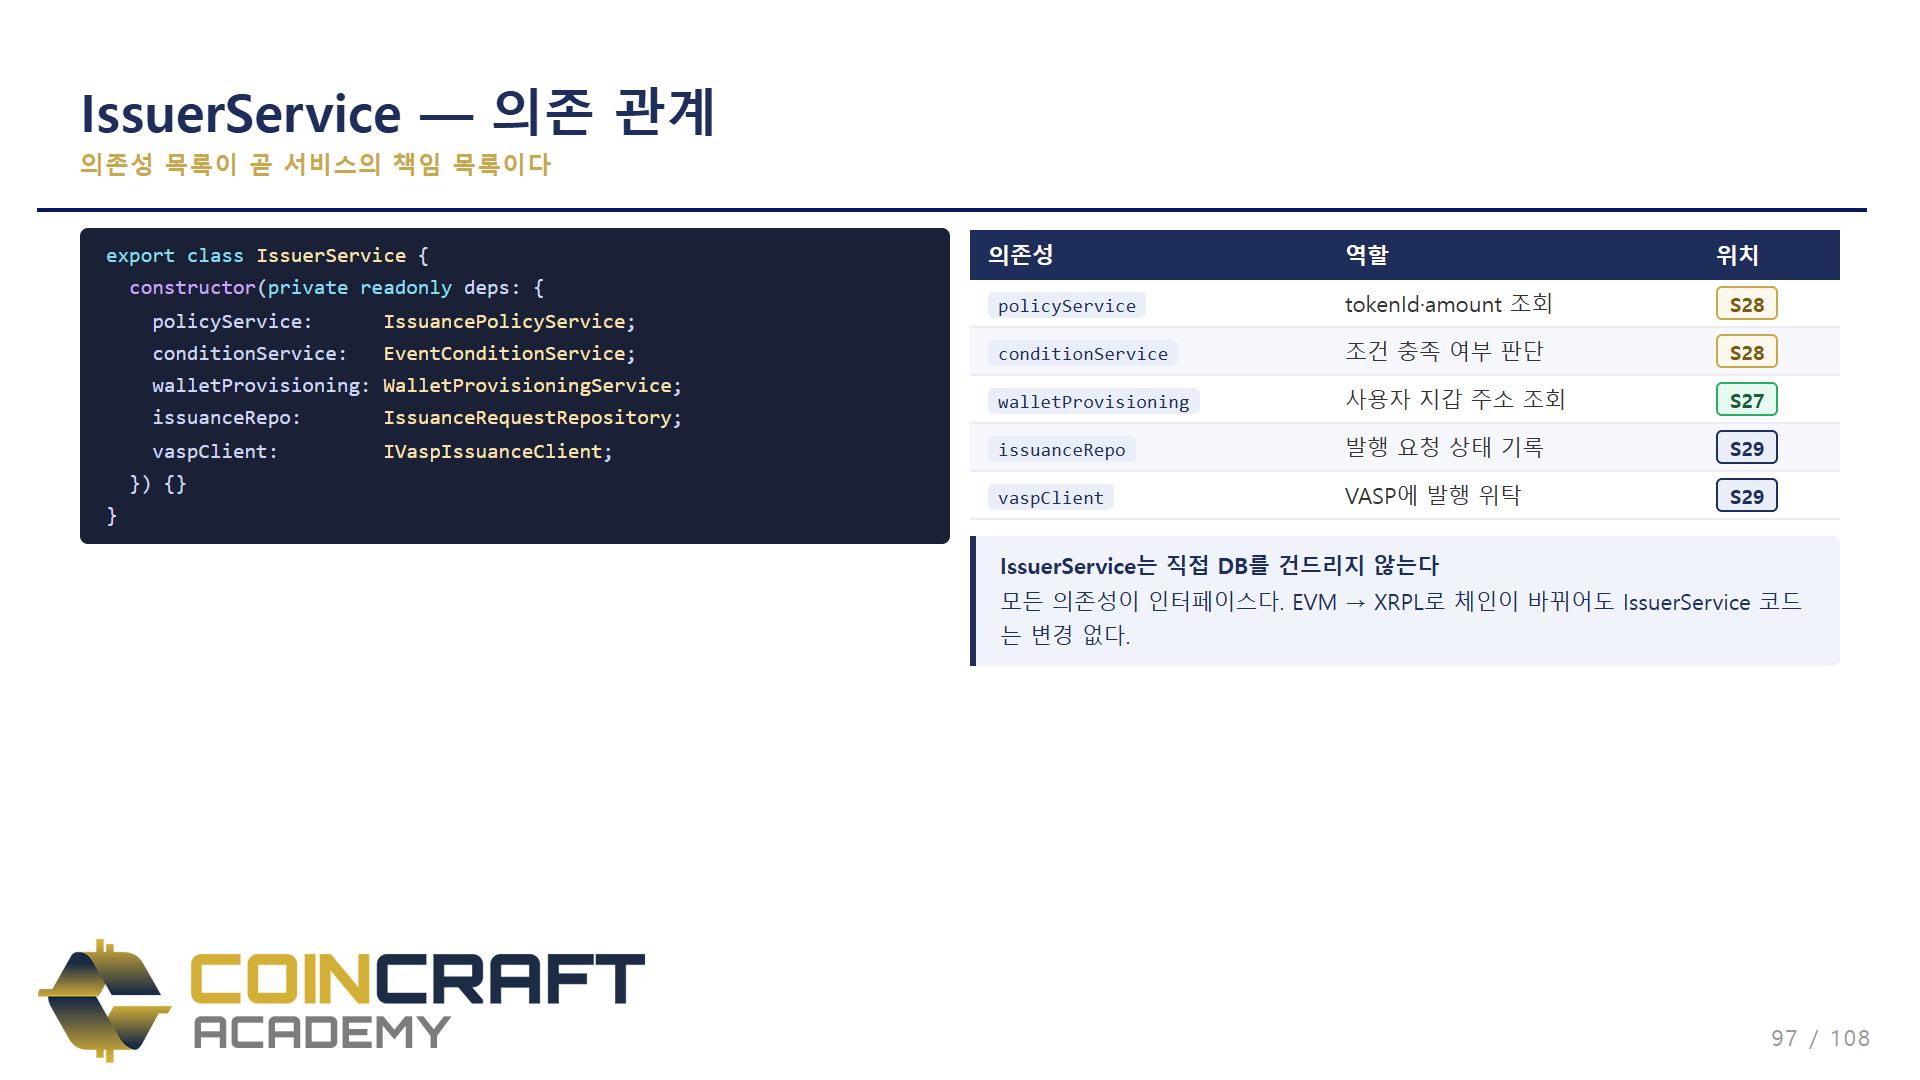 IssuerService — 의존 관계
의존성 목록이 곧 서비스의 책임 목록이다
export class IssuerService {
  constructor(private readonly deps: {
    policyService:      IssuancePolicyService;
    conditionService:   EventConditionService;
    walletProvisioning: WalletProvisioningService;
    issuanceRepo:       IssuanceRequestRepository;
    vaspClient:         IVaspIssuanceClient;
  }) {}
}
의존성 역할 위치
policyService tokenId·amount 조회 S28
conditionService 조건 충족 여부 판단 S28
walletProvisioning 사용자 지갑 주소 조회 S27
issuanceRepo 발행 요청 상태 기록 S29
vaspClient VASP에 발행 위탁 S29
IssuerService는 직접 DB를 건드리지 않는다
모든 의존성이 인터페이스다. EVM → XRPL로 체인이 바뀌어도 IssuerService 코드
는 변경 없다.
COINCRAFT
ACADEMY
97 / 108